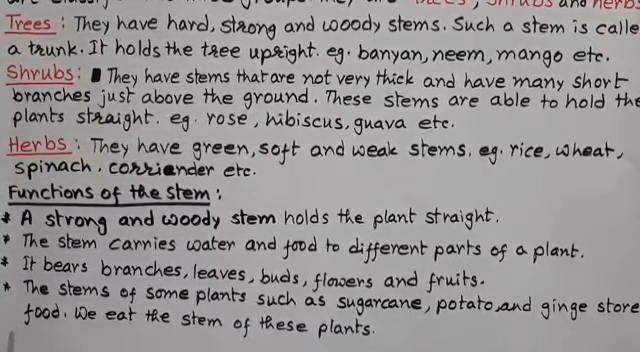 Trees, Shrubs and herbs
Trees : They have hard, strong and woody stems. Such a stem is calle
a trunk. It holds the tree upright. eg. banyan, neem, mango etc.
Shrubs: They have stems that are not very thick and have many short
branches just above the ground. These stems are able to hold the
plants straight. eg. rose, hibiscus, guava etc.
Herbs : They have green, soft and weak stems. eg. rice, wheat,
spinach. corriender etc.
Functions of the stem :
* A strong and woody stem holds the plant straight.
* The stem carries water and food to different parts of a plant.
* It bears branches, leaves, buds, flowers and fruits.
* The stems of some plants such as sugarcane, potato, and ginge store
food. We eat the stem of these plants.